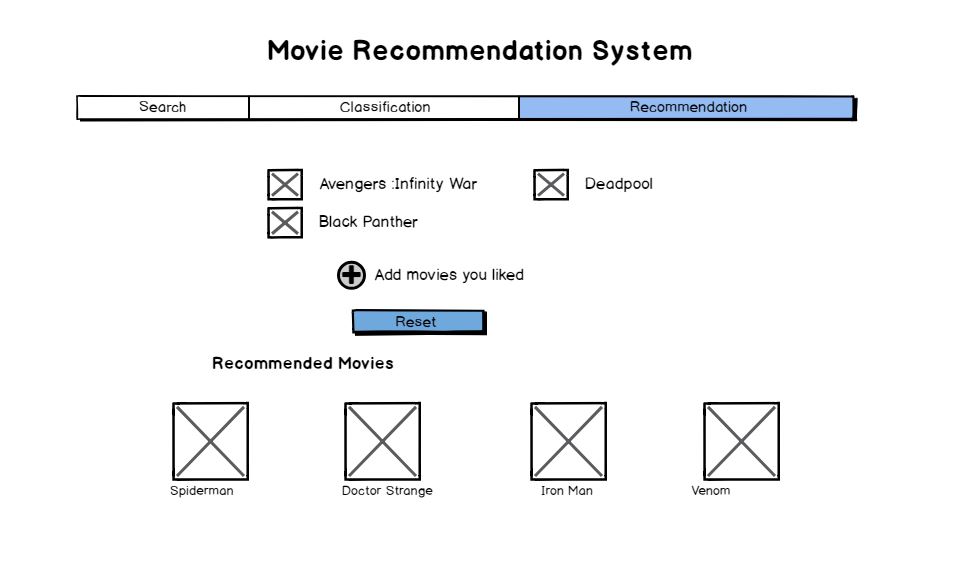 Movie Recommendation System
Search Classification Recommendation
Avengers :Infinity War Deadpool
Black Panther
Add movies you liked
Reset
Recommended Movies
Spiderman Doctor Strange Iron Man Venom